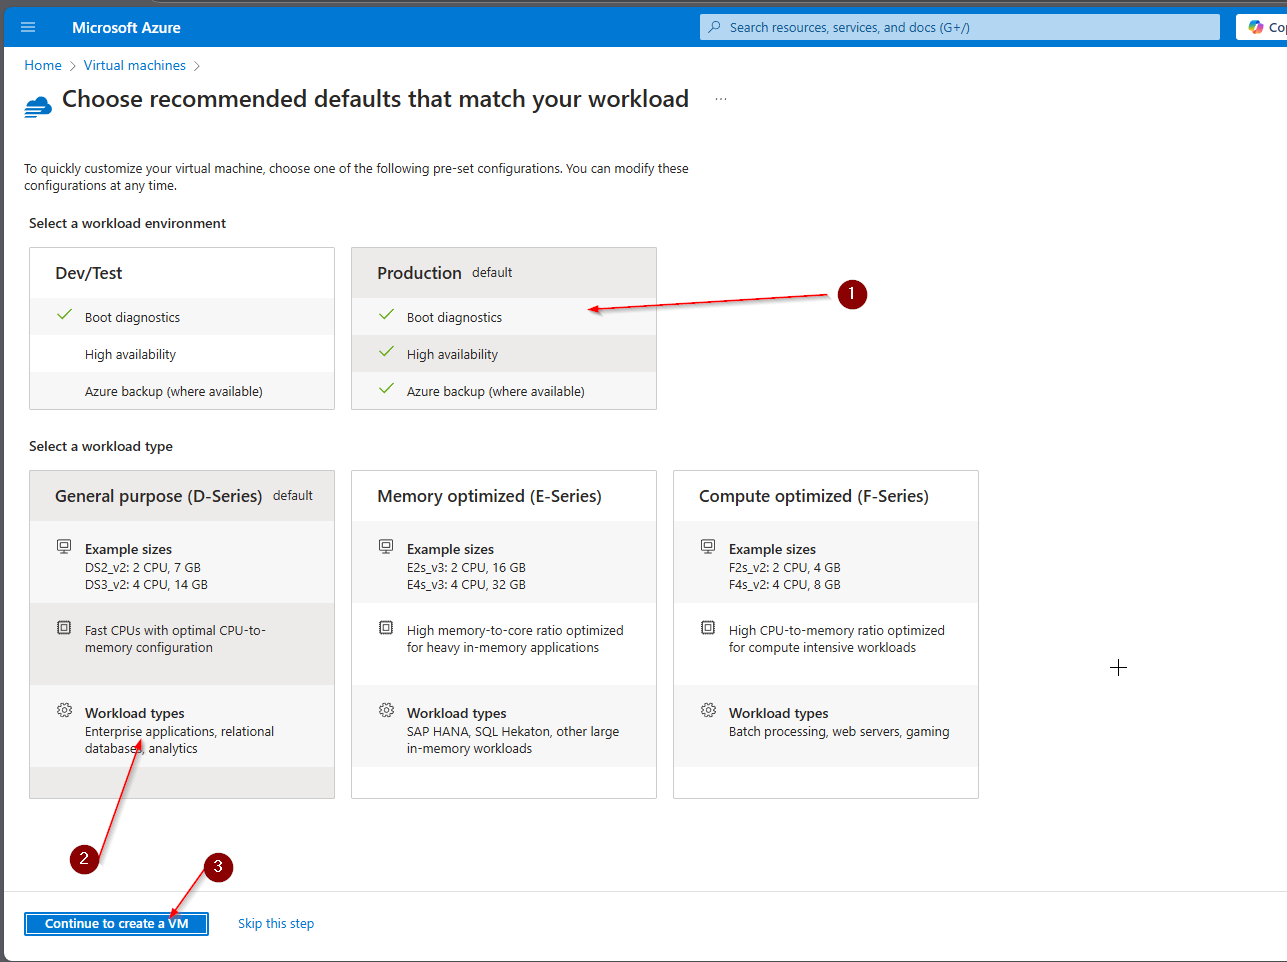 Microsoft Azure
Search resources, services, and docs (G+/)
Home > Virtual machines >
Choose recommended defaults that match your workload ...
To quickly customize your virtual machine, choose one of the following pre-set configurations. You can modify these
configurations at any time.
Select a workload environment
Dev/Test
Boot diagnostics
High availability
Azure backup (where available)
Production default
Boot diagnostics
High availability
Azure backup (where available)
1
Select a workload type
General purpose (D-Series) default
Example sizes
DS2_v2: 2 CPU, 7 GB
DS3_v2: 4 CPU, 14 GB
Fast CPUs with optimal CPU-to-
memory configuration
Workload types
Enterprise applications, relational
databases, analytics
Memory optimized (E-Series)
Example sizes
E2s_v3: 2 CPU, 16 GB
E4s_v3: 4 CPU, 32 GB
High memory-to-core ratio optimized
for heavy in-memory applications
Workload types
SAP HANA, SQL Hekaton, other large
in-memory workloads
Compute optimized (F-Series)
Example sizes
F2s_v2: 2 CPU, 4 GB
F4s_v2: 4 CPU, 8 GB
High CPU-to-memory ratio optimized
for compute intensive workloads
Workload types
Batch processing, web servers, gaming
2
3
Continue to create a VM
Skip this step